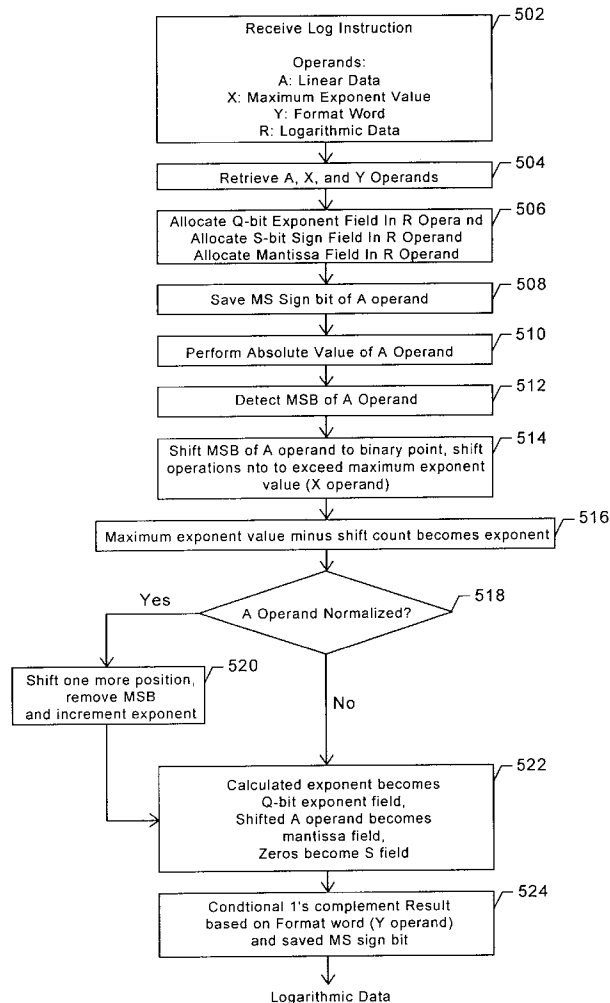 502
Receive Log Instruction
Operands:
A: Linear Data
X: Maximum Exponent Value
Y: Format Word
R: Logarithmic Data
504
Retrieve A, X, and Y Operands
506
Allocate Q-bit Exponent Field In R Opera nd
Allocate S-bit Sign Field In R Operand
Allocate Mantissa Field In R Operand
508
Save MS Sign bit of A operand
510
Perform Absolute Value of A Operand
512
Detect MSB of A Operand
514
Shift MSB of A operand to binary point, shift
operations nto to exceed maximum exponent
value (X operand)
516
Maximum exponent value minus shift count becomes exponent
518
Yes
A Operand Normalized?
520
Shift one more position,
remove MSB
and increment exponent
No
522
Calculated exponent becomes
Q-bit exponent field,
Shifted A operand becomes
mantissa field,
Zeros become S field
524
Condtional 1's complement Result
based on Format word (Y operand)
and saved MS sign bit
Logarithmic Data